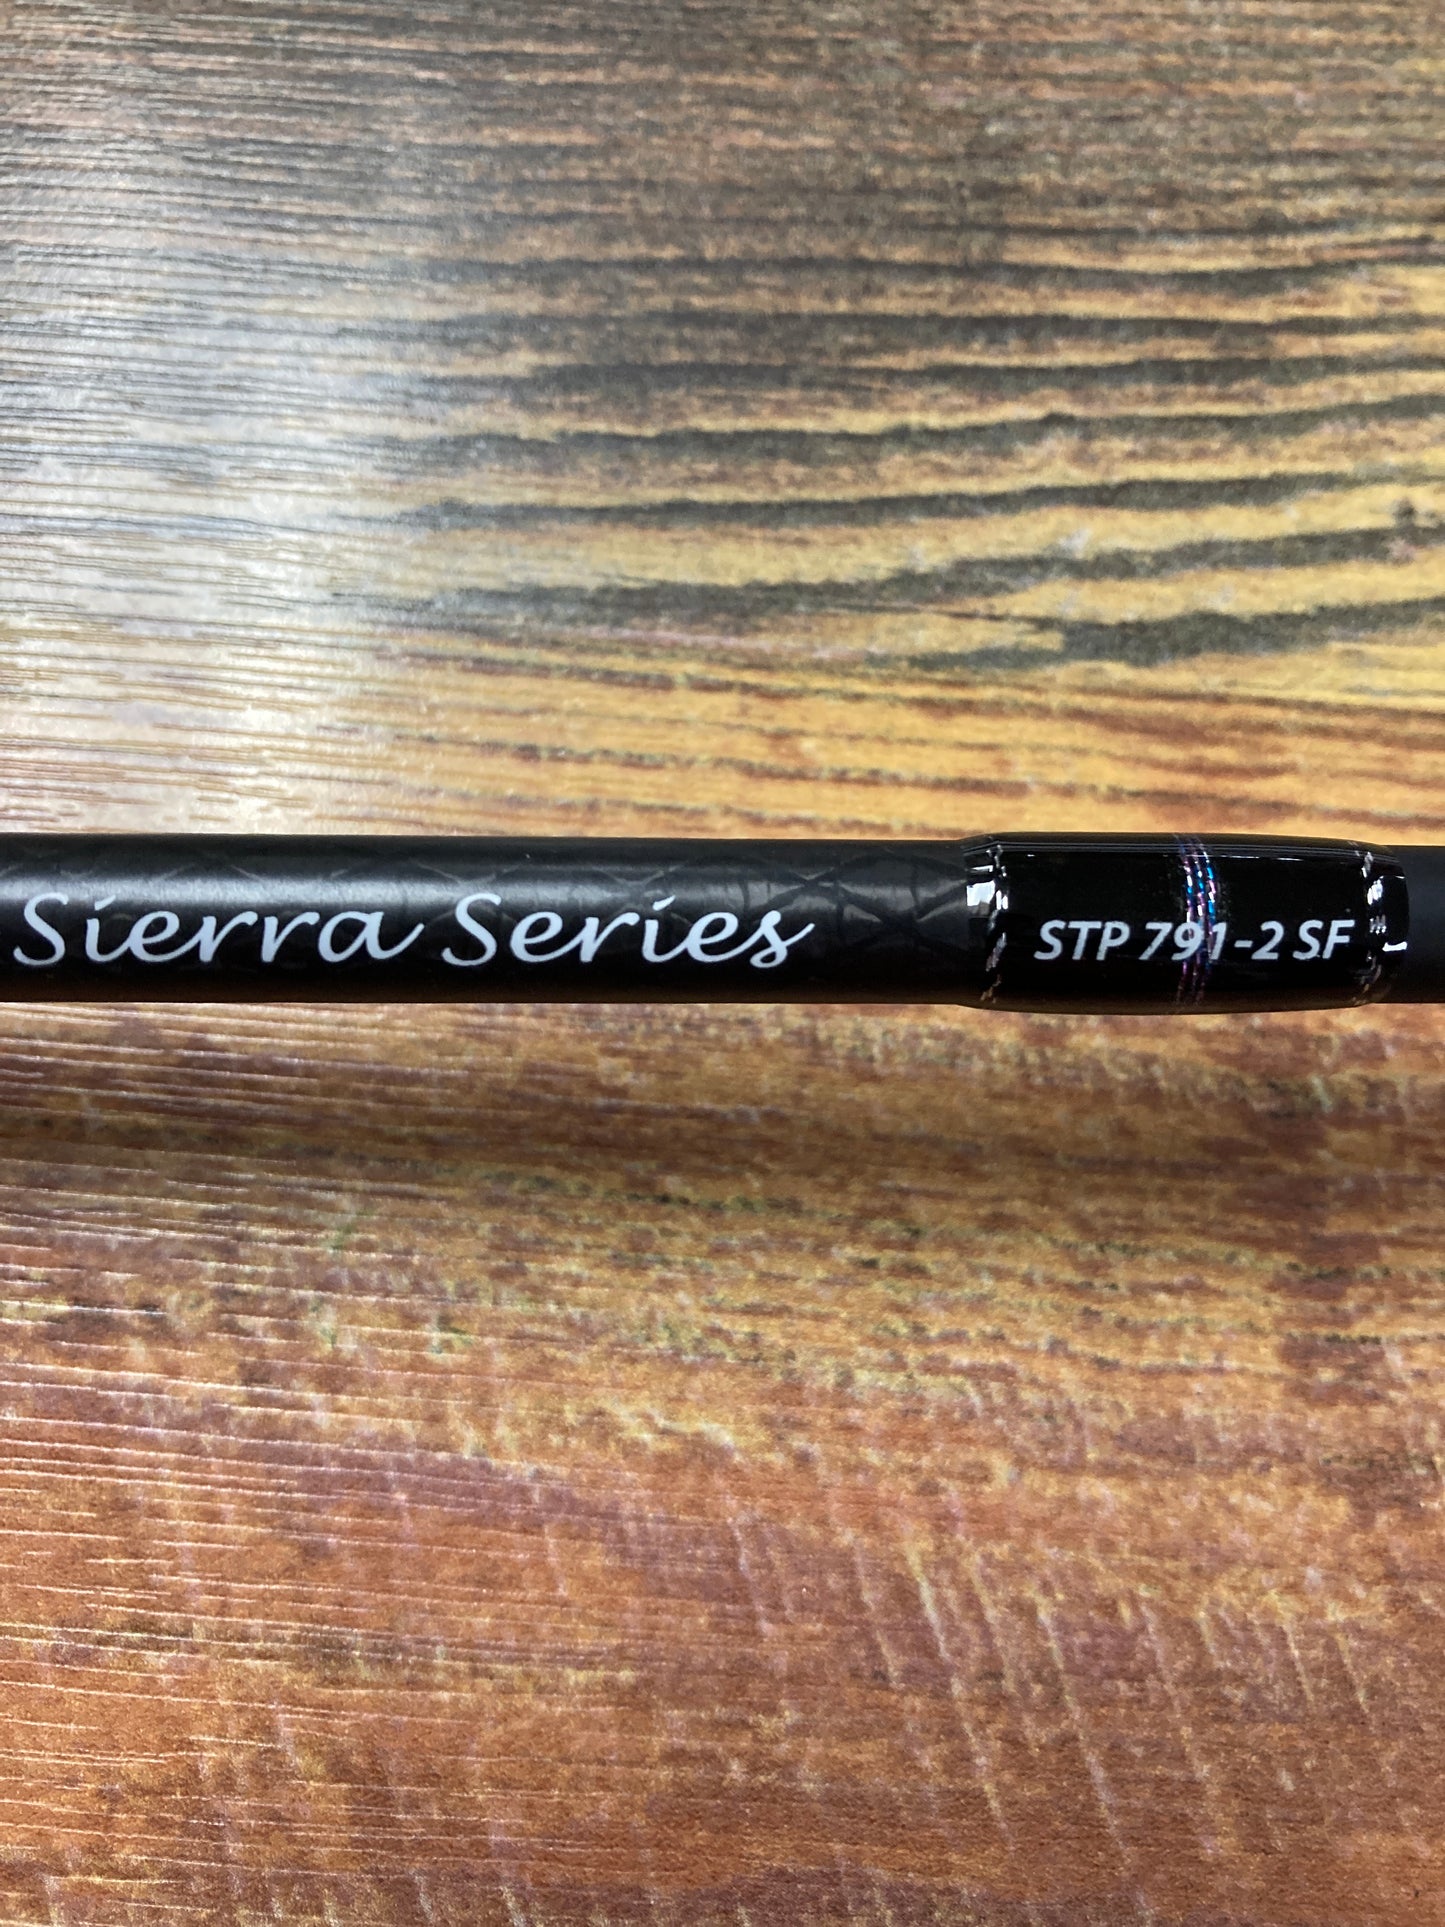 Sierra Series
STP 791-2 SF